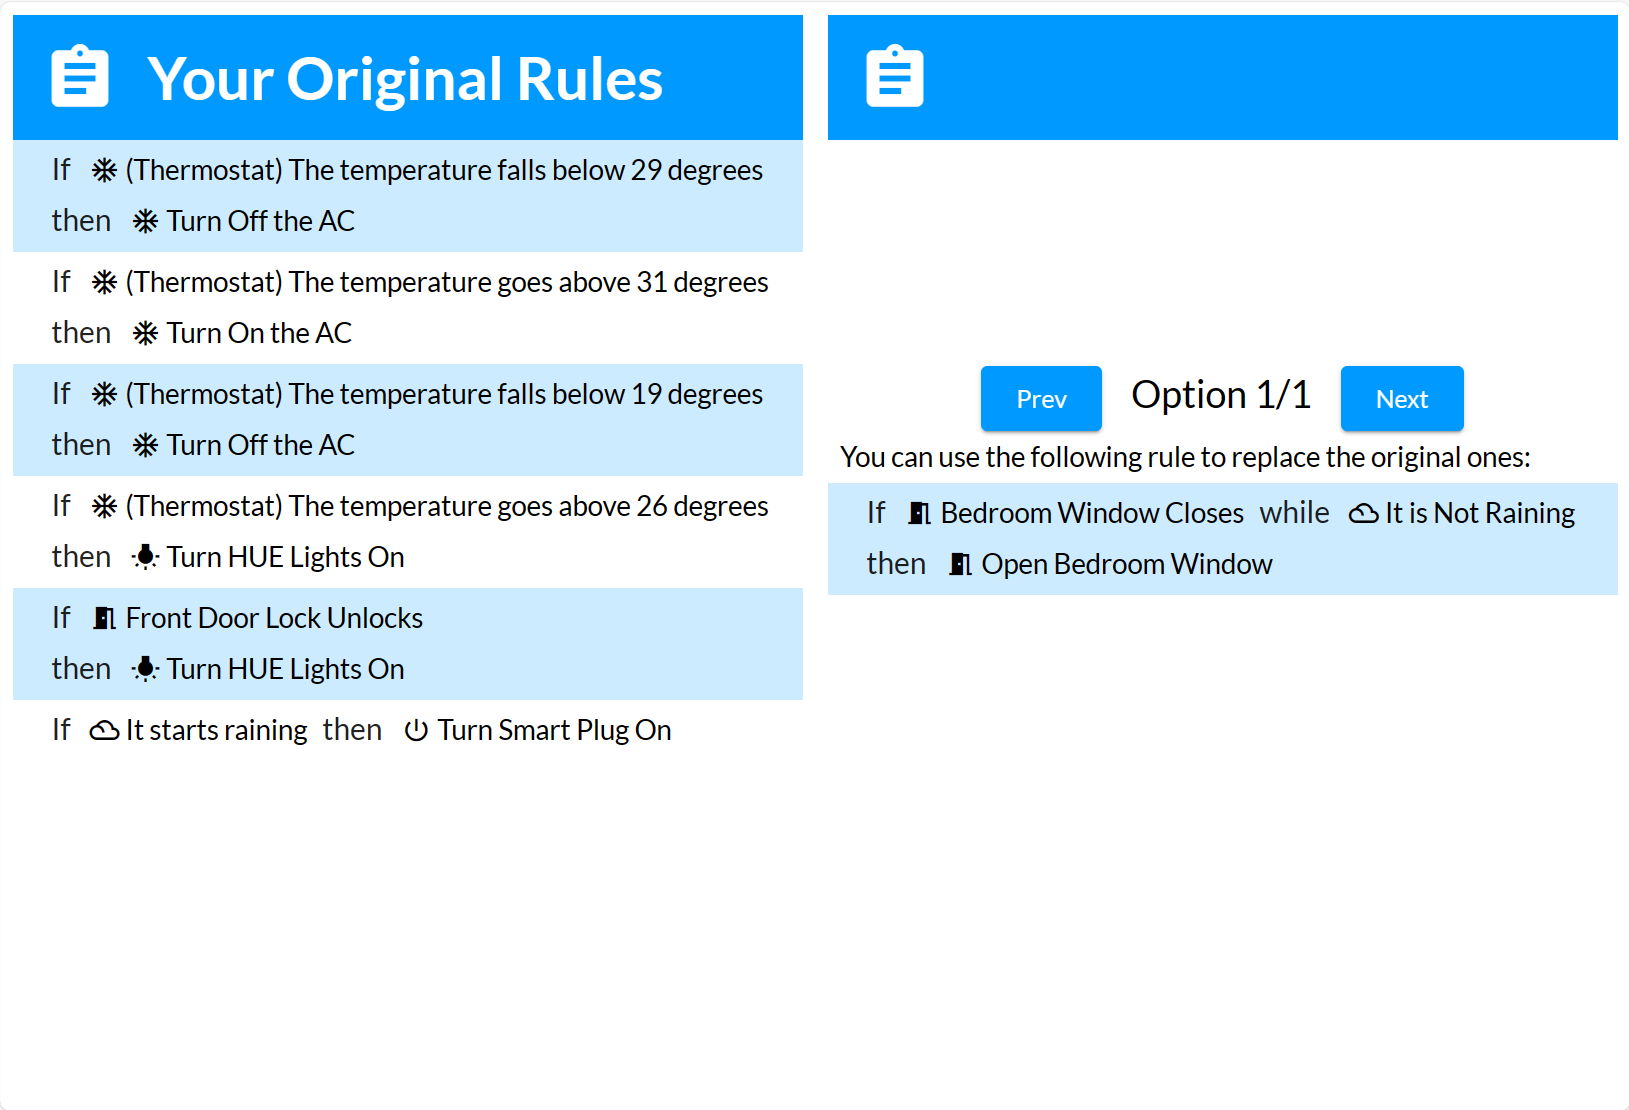 Your Original Rules
If (Thermostat) The temperature falls below 29 degrees
then Turn Off the AC
If (Thermostat) The temperature goes above 31 degrees
then Turn On the AC
If (Thermostat) The temperature falls below 19 degrees
then Turn Off the AC
If (Thermostat) The temperature goes above 26 degrees
then Turn HUE Lights On
If Front Door Lock Unlocks
then Turn HUE Lights On
If It starts raining then Turn Smart Plug On
Prev Option 1/1 Next
You can use the following rule to replace the original ones:
If Bedroom Window Closes while It is Not Raining
then Open Bedroom Window